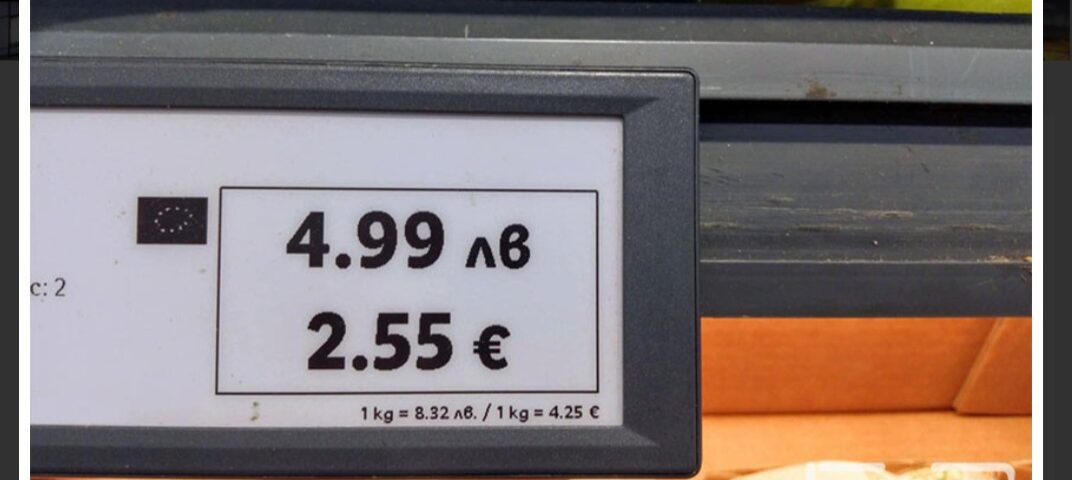 4.99 лв
с: 2
2.55 €
1 kg = 8.32 лв. / 1 kg = 4.25 €